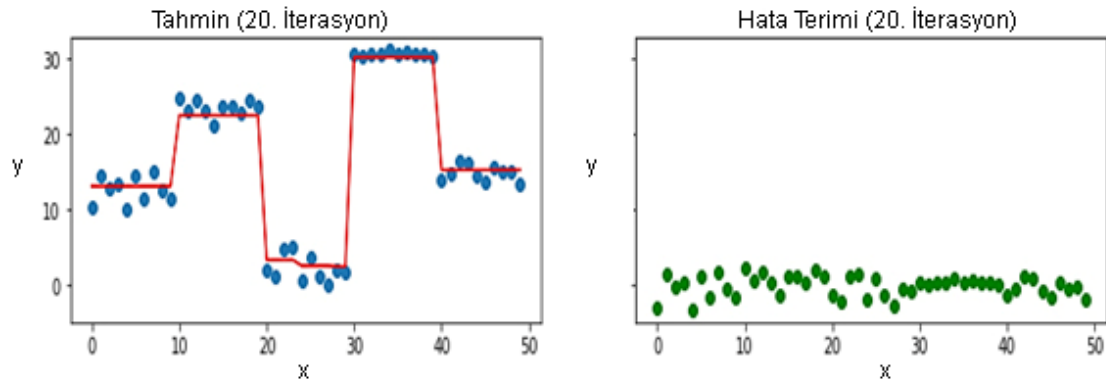 Tahmin (20. İterasyon)
30
20
10
0
y
0 10 20 30 40 50
x
Hata Terimi (20. İterasyon)
y
0 10 20 30 40 50
x